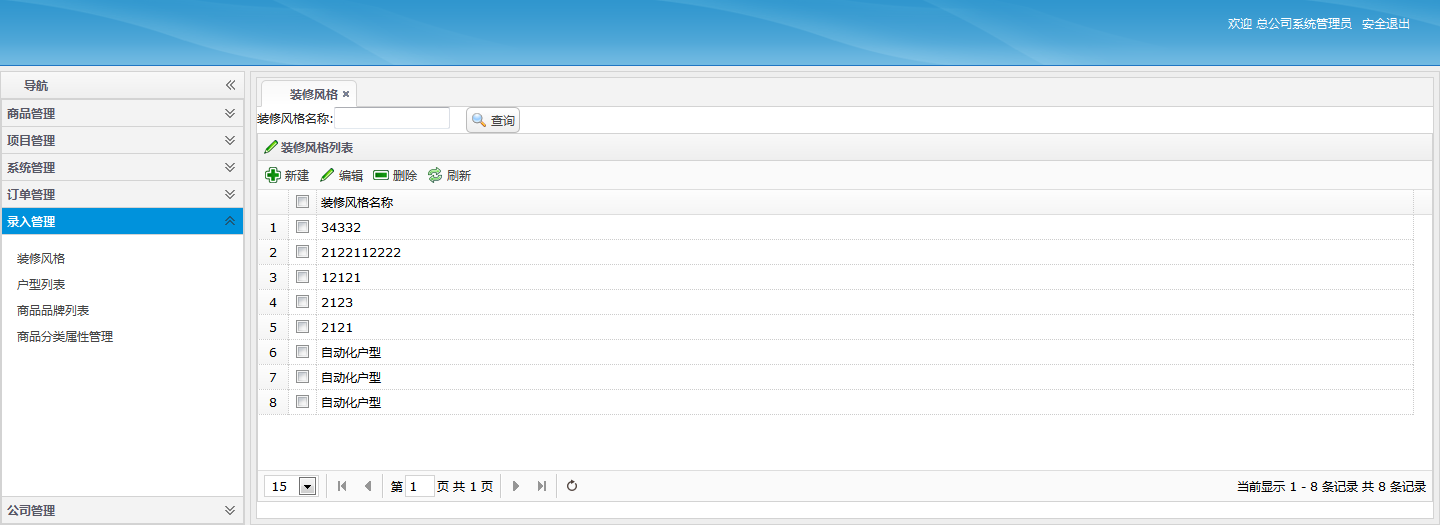 欢迎 总公司系统管理员 安全退出
导航
商品管理
项目管理
系统管理
订单管理
录入管理
装修风格
户型列表
商品品牌列表
商品分类属性管理
公司管理
装修风格
装修风格名称:
查询
装修风格列表
新建 编辑 删除 刷新
装修风格名称
1 34332
2 2122112222
3 12121
4 2123
5 2121
6 自动化户型
7 自动化户型
8 自动化户型
15 第 1 页 共 1 页 当前显示 1 - 8 条记录 共 8 条记录